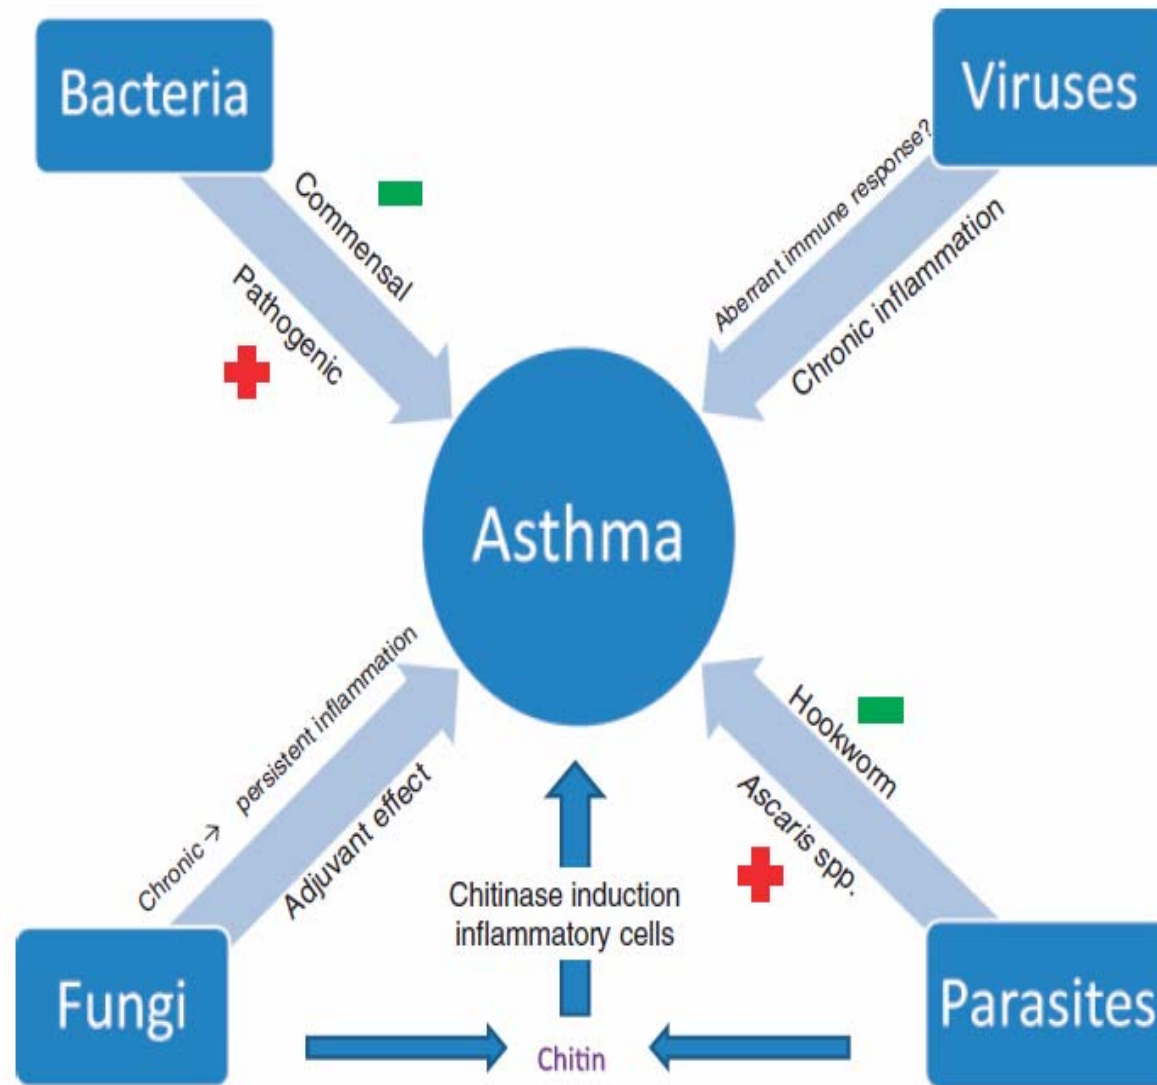 Bacteria
Viruses
Commensal
Pathogenic
Aberrant immune response?
Chronic inflammation
Asthma
Chronic → persistent inflammation
Adjuvant effect
Hookworm
Ascaris spp.
Chitinase induction
inflammatory cells
Fungi
Chitin
Parasites